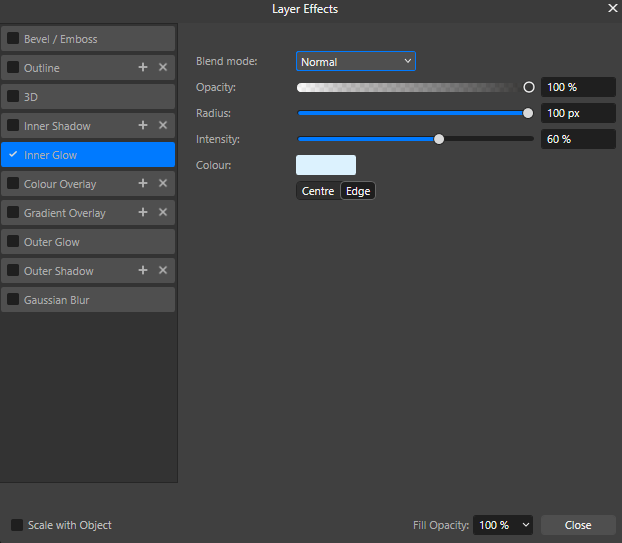 Layer Effects
Bevel / Emboss
Outline
3D
Inner Shadow
Inner Glow
Colour Overlay
Gradient Overlay
Outer Glow
Outer Shadow
Gaussian Blur
Blend mode: Normal
Opacity: 100 %
Radius: 100 px
Intensity: 60 %
Colour:
Centre Edge
Scale with Object
Fill Opacity: 100 % Close